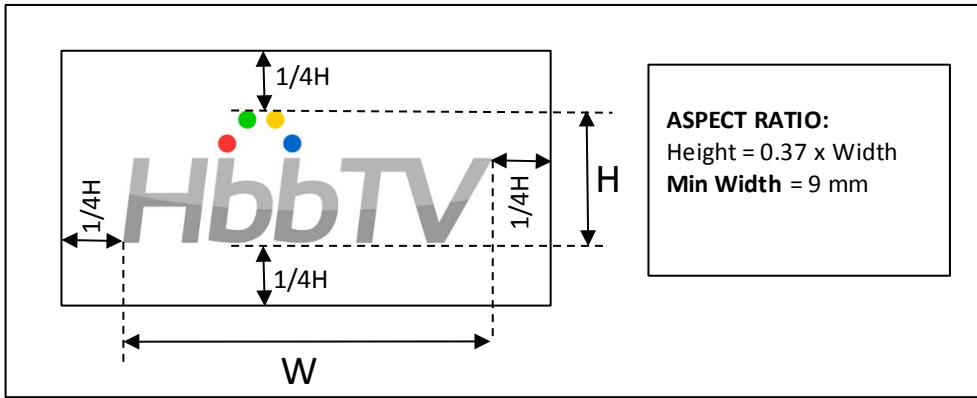 1/4H
HbbTV
1/4H
1/4H
H
1/4H
W
ASPECT RATIO:
Height = 0.37 x Width
Min Width = 9 mm